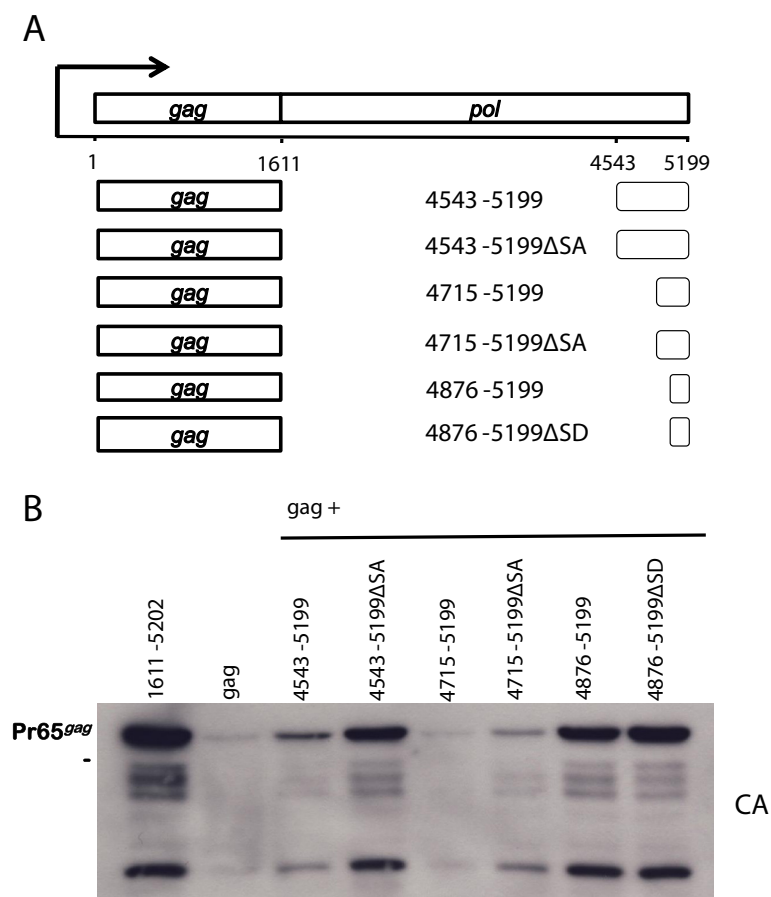 A
gag pol
1 1611 4543 5199
gag 4543 -5199
gag 4543 -5199ΔSA
gag 4715 -5199
gag 4715 -5199ΔSA
gag 4876 -5199
gag 4876 -5199ΔSD
B
gag +
1611 -5202
gag
4543 -5199
4543 -5199ΔSA
4715 -5199
4715 -5199ΔSA
4876 -5199
4876 -5199ΔSD
Pr65gag
-
CA